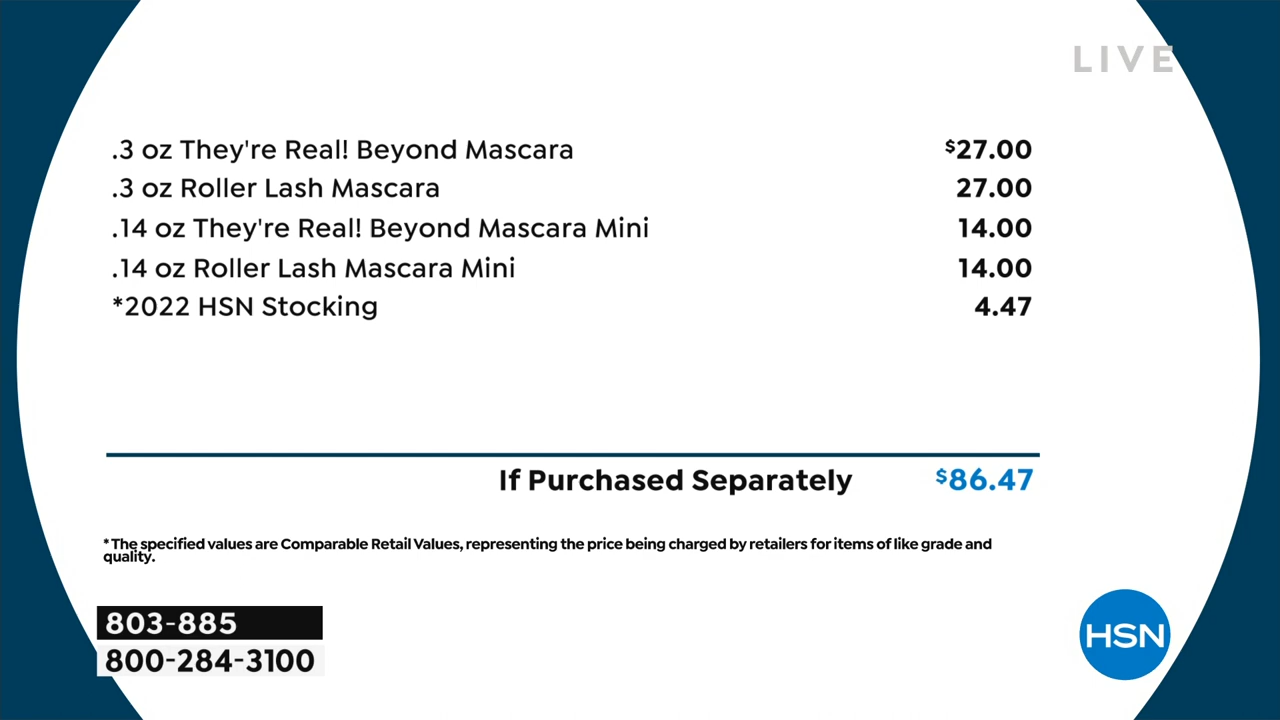 LIVE
.3 oz They're Real! Beyond Mascara $27.00
.3 oz Roller Lash Mascara 27.00
.14 oz They're Real! Beyond Mascara Mini 14.00
.14 oz Roller Lash Mascara Mini 14.00
*2022 HSN Stocking 4.47
If Purchased Separately $86.47
*The specified values are Comparable Retail Values, representing the price being charged by retailers for items of like grade and
quality.
803-885
800-284-3100
HSN